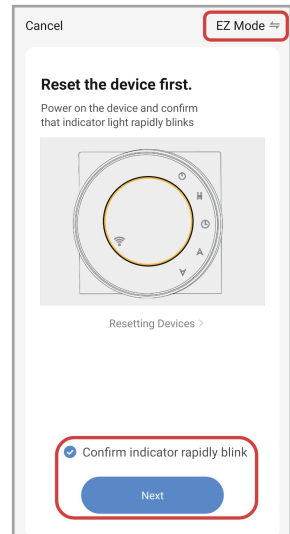 Cancel
EZ Mode
Reset the device first.
Power on the device and confirm
that indicator light rapidly blinks
Resetting Devices >
Confirm indicator rapidly blink
Next